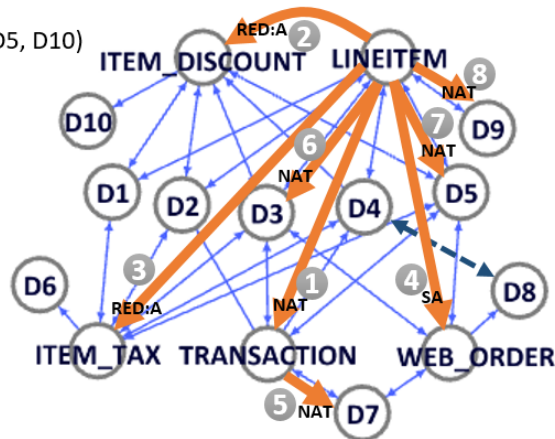 D5, D10)
RED:A 2
ITEM_DISCOUNT LINEITEM
8
NAT
D10 D9
6 7
NAT NAT
D1 D2 D3 D4 D5
3 1 4
D6 D8
RED:A NAT SA
ITEM_TAX TRANSACTION WEB_ORDER
5 NAT D7